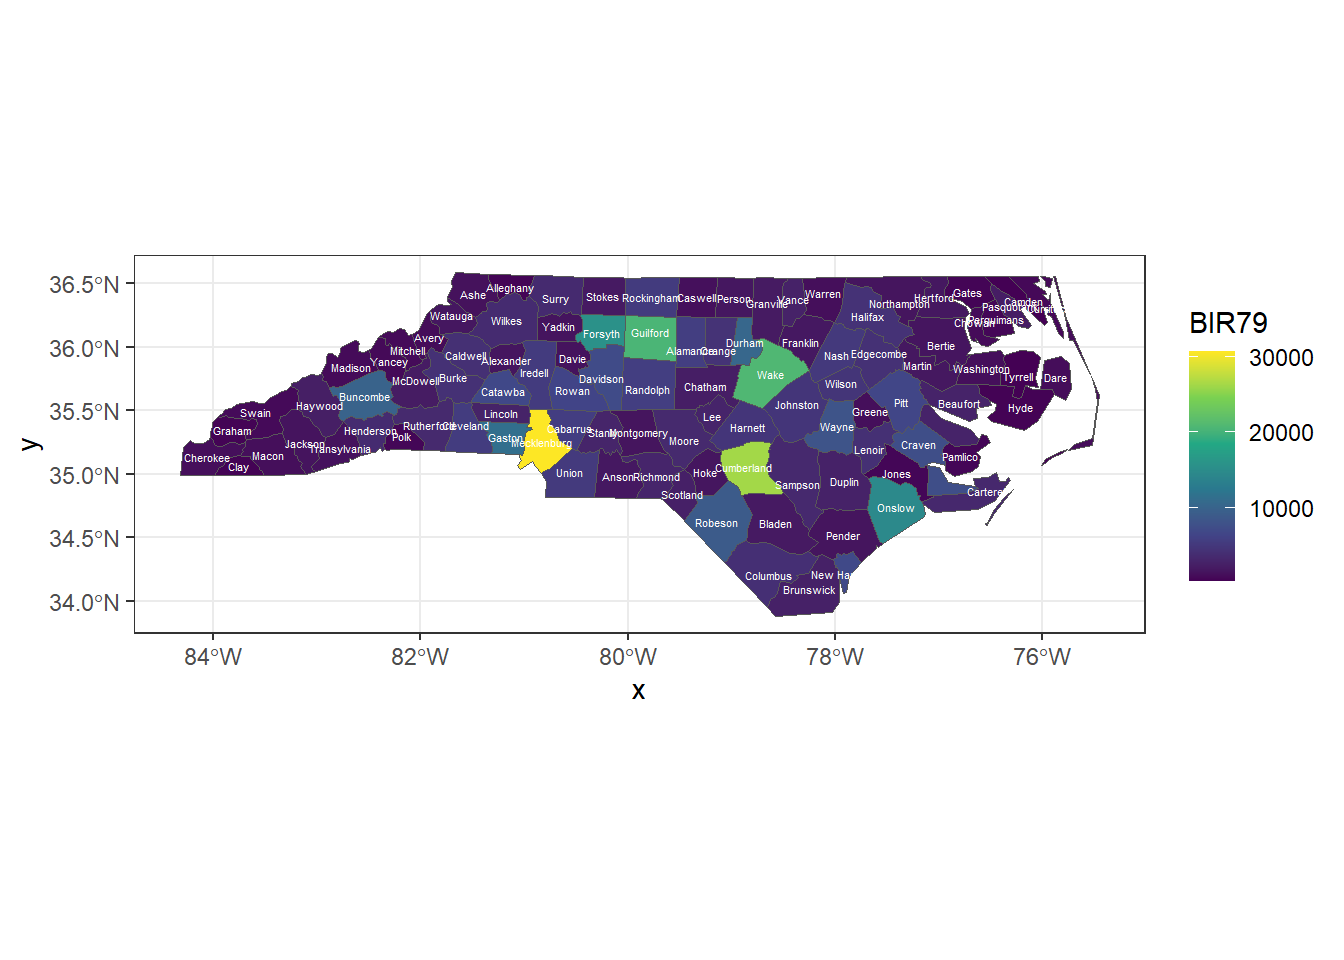 BIR79
30000
20000
10000
36.5°N
36.0°N
35.5°N
35.0°N
34.5°N
34.0°N
y
84°W
82°W
80°W
78°W
76°W
x
Ashe
Alleghany
Surry
Stokes
Rockingham
Caswell
Person
Granville
Vance
Warren
Northampton
Hertford
Gates
Camden
Pasquotank
Perquimans
Chowan
Watauga
Wilkes
Yadkin
Forsyth
Guilford
Alamance
Orange
Durham
Franklin
Halifax
Bertie
Avery
Mitchell
Yancey
Madison
Caldwell
Alexander
Iredell
Davie
Davidson
Randolph
Chatham
Wake
Nash
Edgecombe
Martin
Washington
Tyrrell
Dare
McDowell
Burke
Catawba
Rowan
Buncombe
Haywood
Swain
Graham
Cherokee
Clay
Macon
Jackson
Transylvania
Henderson
Polk
Rutherford
Cleveland
Lincoln
Gaston
Mecklenburg
Cabarrus
Stanly
Montgomery
Moore
Lee
Harnett
Johnston
Wilson
Wayne
Greene
Pitt
Beaufort
Hyde
Lenoir
Craven
Pamlico
Jones
Union
Anson
Richmond
Scotland
Hoke
Cumberland
Sampson
Duplin
Onslow
Carteret
Robeson
Bladen
Pender
Columbus
New Ha
Brunswick